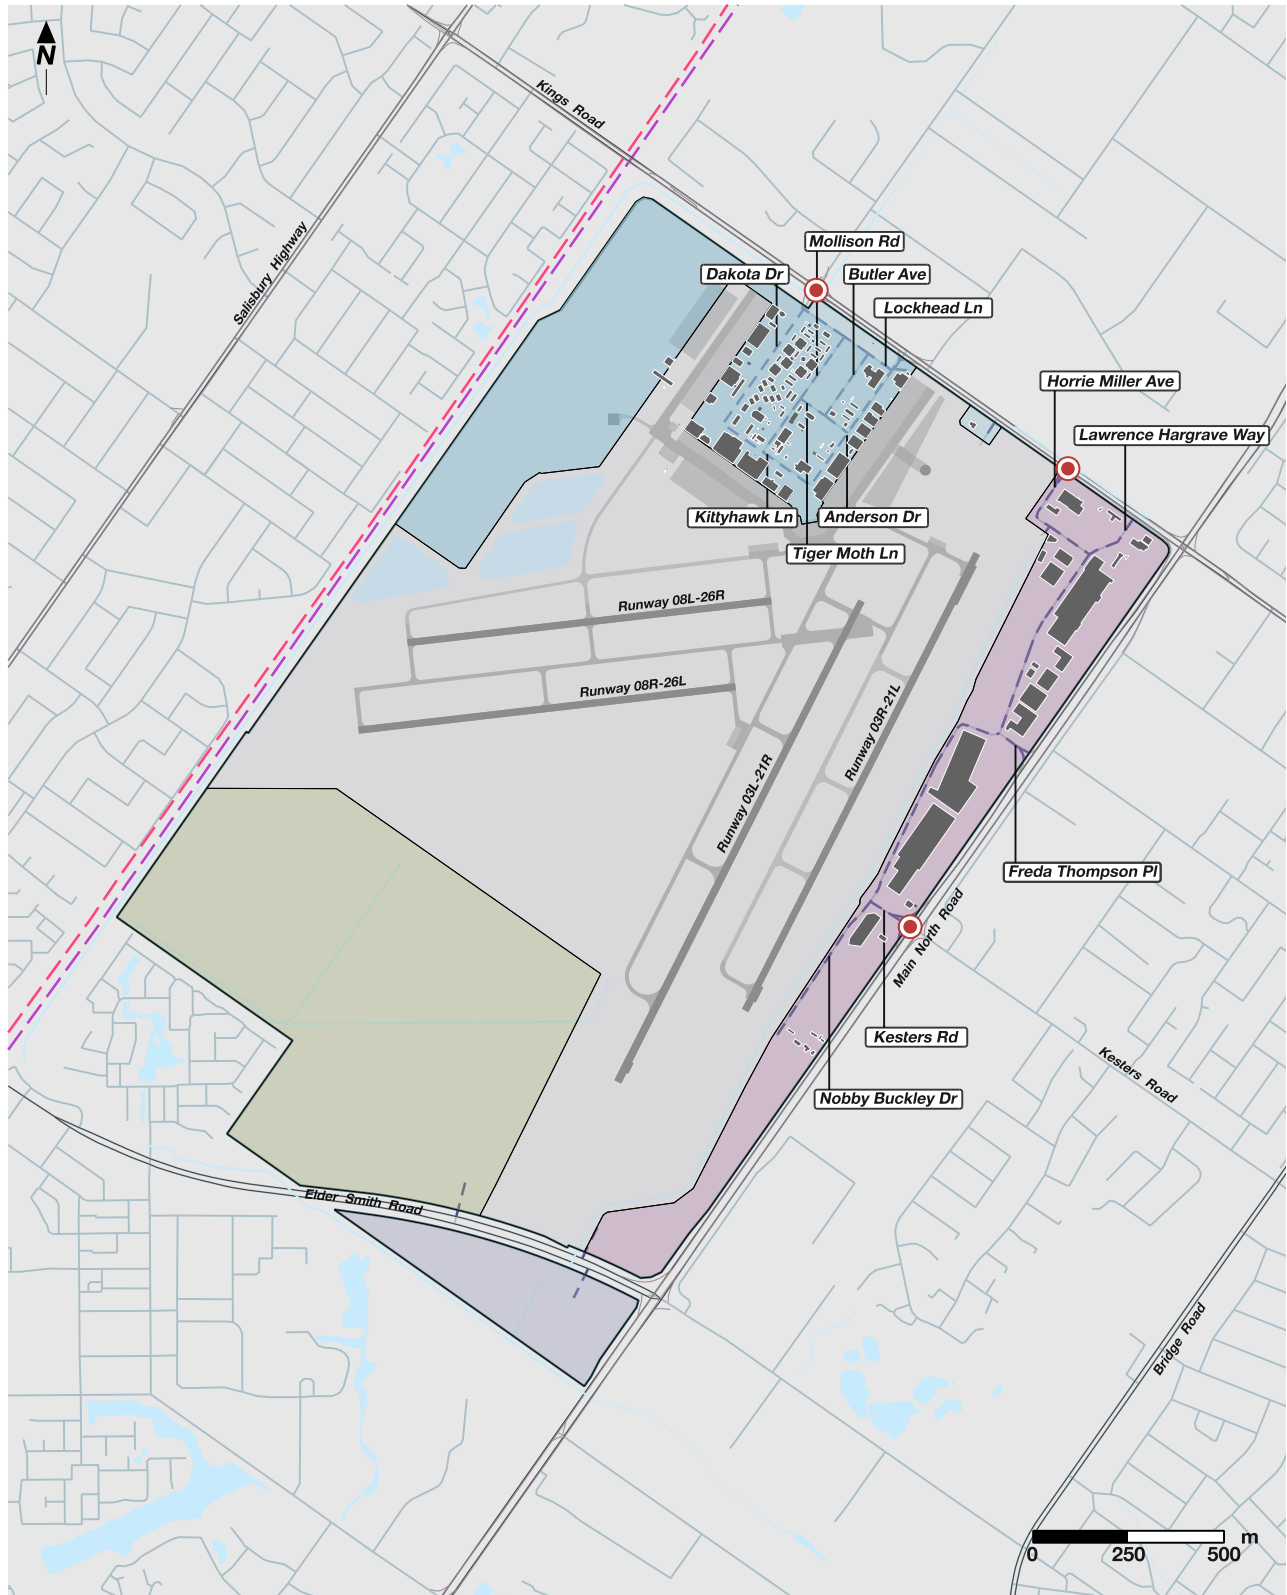 N
Kings Road
Salisbury Highway
Mollison Rd
Dakota Dr
Butler Ave
Lockhead Ln
Horrie Miller Ave
Lawrence Hargrave Way
Kittyhawk Ln
Anderson Dr
Tiger Moth Ln
Runway 08L-26R
Runway 08R-26L
Runway 03R-21L
Runway 03L-21R
Freda Thompson Pl
Main North Road
Kesters Rd
Kesters Road
Nobby Buckley Dr
Elder Smith Road
Bridge Road
m
0 250 500